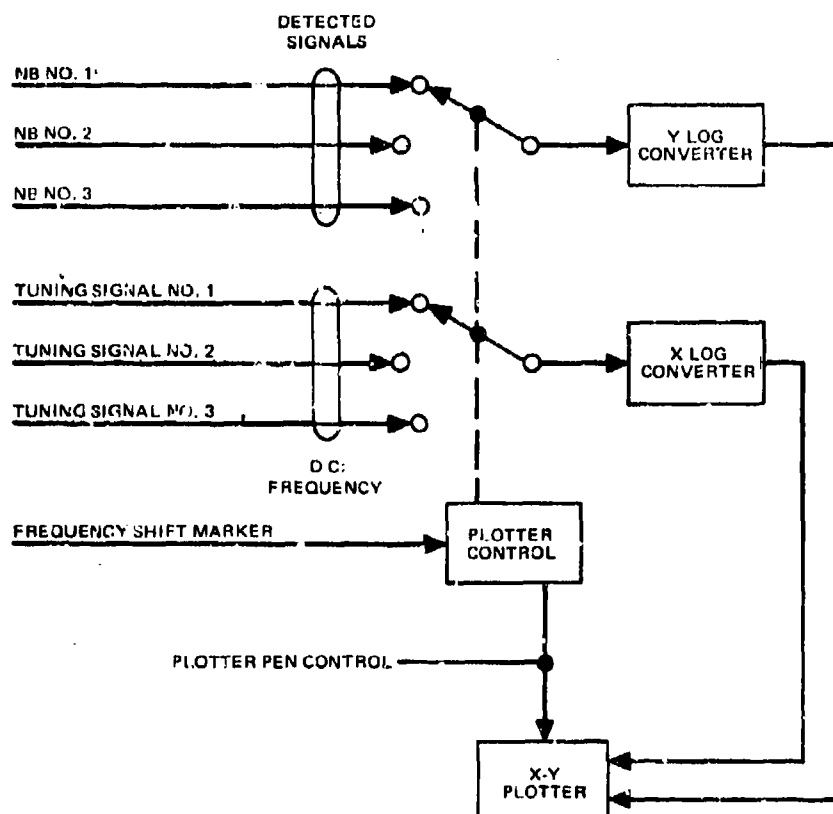 DETECTED
SIGNALS
NB NO. 1
NB NO. 2
NB NO. 3
Y LOG
CONVERTER
TUNING SIGNAL NO. 1
TUNING SIGNAL NO. 2
TUNING SIGNAL NO. 3
X LOG
CONVERTER
D C:
FREQUENCY
FREQUENCY SHIFT MARKER
PLOTTER
CONTROL
PLOTTER PEN CONTROL
X-Y
PLOTTER